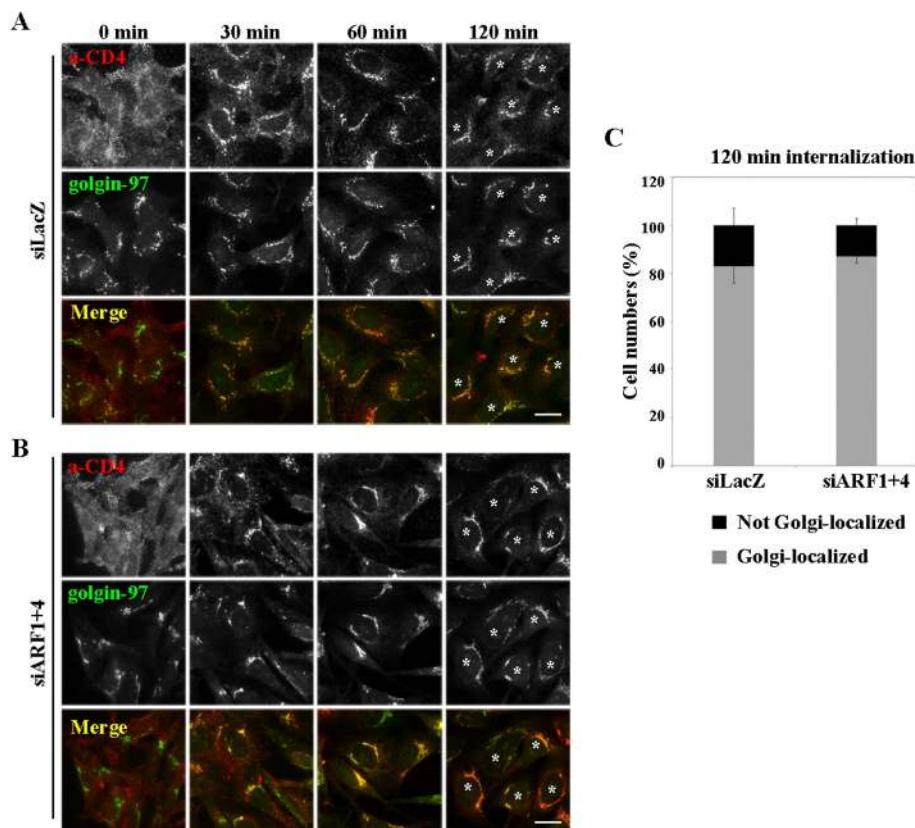 A
0 min 30 min 60 min 120 min
siLacZ
a-CD4
* * * * * *
golgin-97
* * * * * *
Merge
* * * * * *
B
siARF1+4
a-CD4
* * * * *
golgin-97
* * * * *
Merge
* * * * *
C
120 min internalization
Cell numbers (%)
120
100
80
60
40
20
0
siLacZ siARF1+4
Not Golgi-localized
Golgi-localized